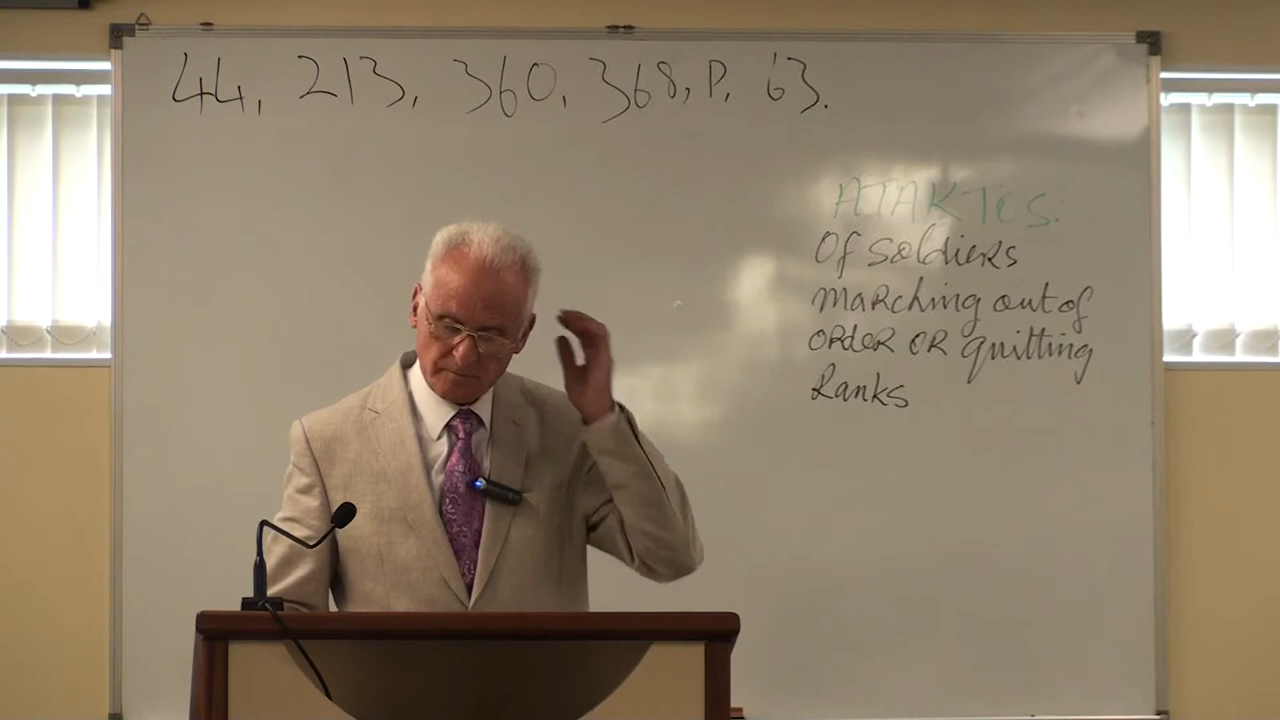 44, 213, 360, 368, P, 63.
ATAKTOS.
Of soldiers
marching out of
order or quitting
Ranks